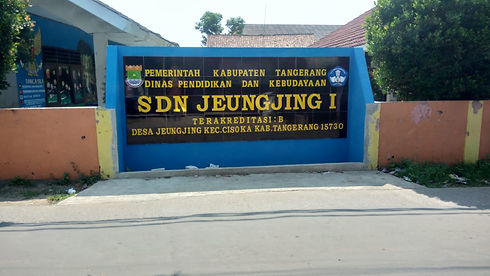 PEMERINTAH KABUPATEN TANGERANG
DINAS PENDIDIKAN DAN KEBUDAYAAN
SDN JEUNGJING I
TERAKREDITASI : B
DESA JEUNGJING KEC.CISOKA KAB.TANGERANG 15730